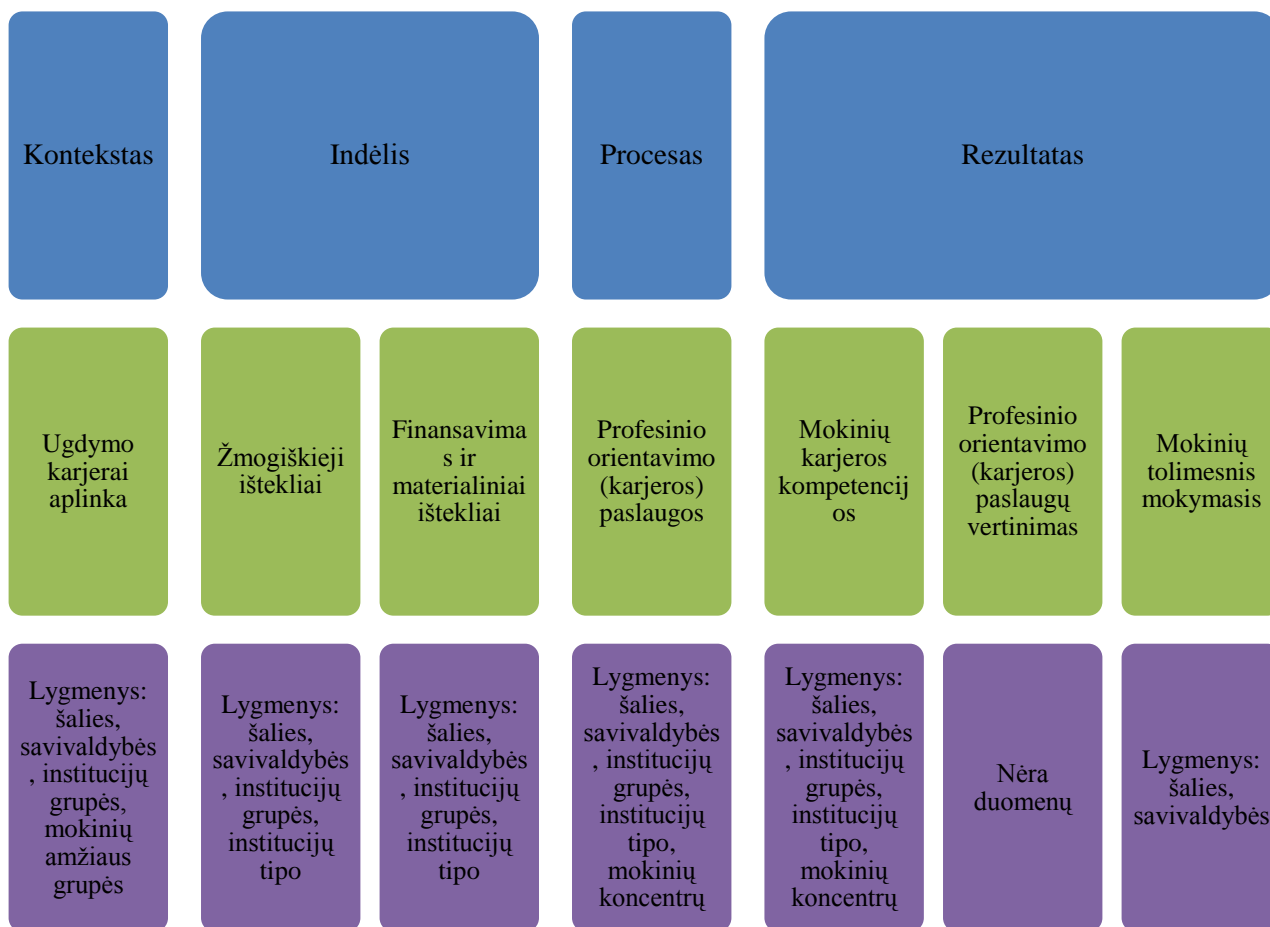 Kontekstas
Indėlis
Procesas
Rezultatas
Ugdymo
karjerai
aplinka
Žmogiškieji
ištekliai
Finansavima
s ir
materialiniai
ištekliai
Profesinio
orientavimo
(karjeros)
paslaugos
Mokinių
karjeros
kompetencij
os
Profesinio
orientavimo
(karjeros)
paslaugų
vertinimas
Mokinių
tolimesnis
mokymasis
Lygmenys:
šalies,
savivaldybės
, institucijų
grupės,
mokinių
amžiaus
grupės
Lygmenys:
šalies,
savivaldybės
, institucijų
grupės,
institucijų
tipo
Lygmenys:
šalies,
savivaldybės
, institucijų
grupės,
institucijų
tipo
Lygmenys:
šalies,
savivaldybės
, institucijų
grupės,
institucijų
tipo,
mokinių
koncentrų
Lygmenys:
šalies,
savivaldybės
, institucijų
grupės,
institucijų
tipo,
mokinių
koncentrų
Nėra
duomenų
Lygmenys:
šalies,
savivaldybės